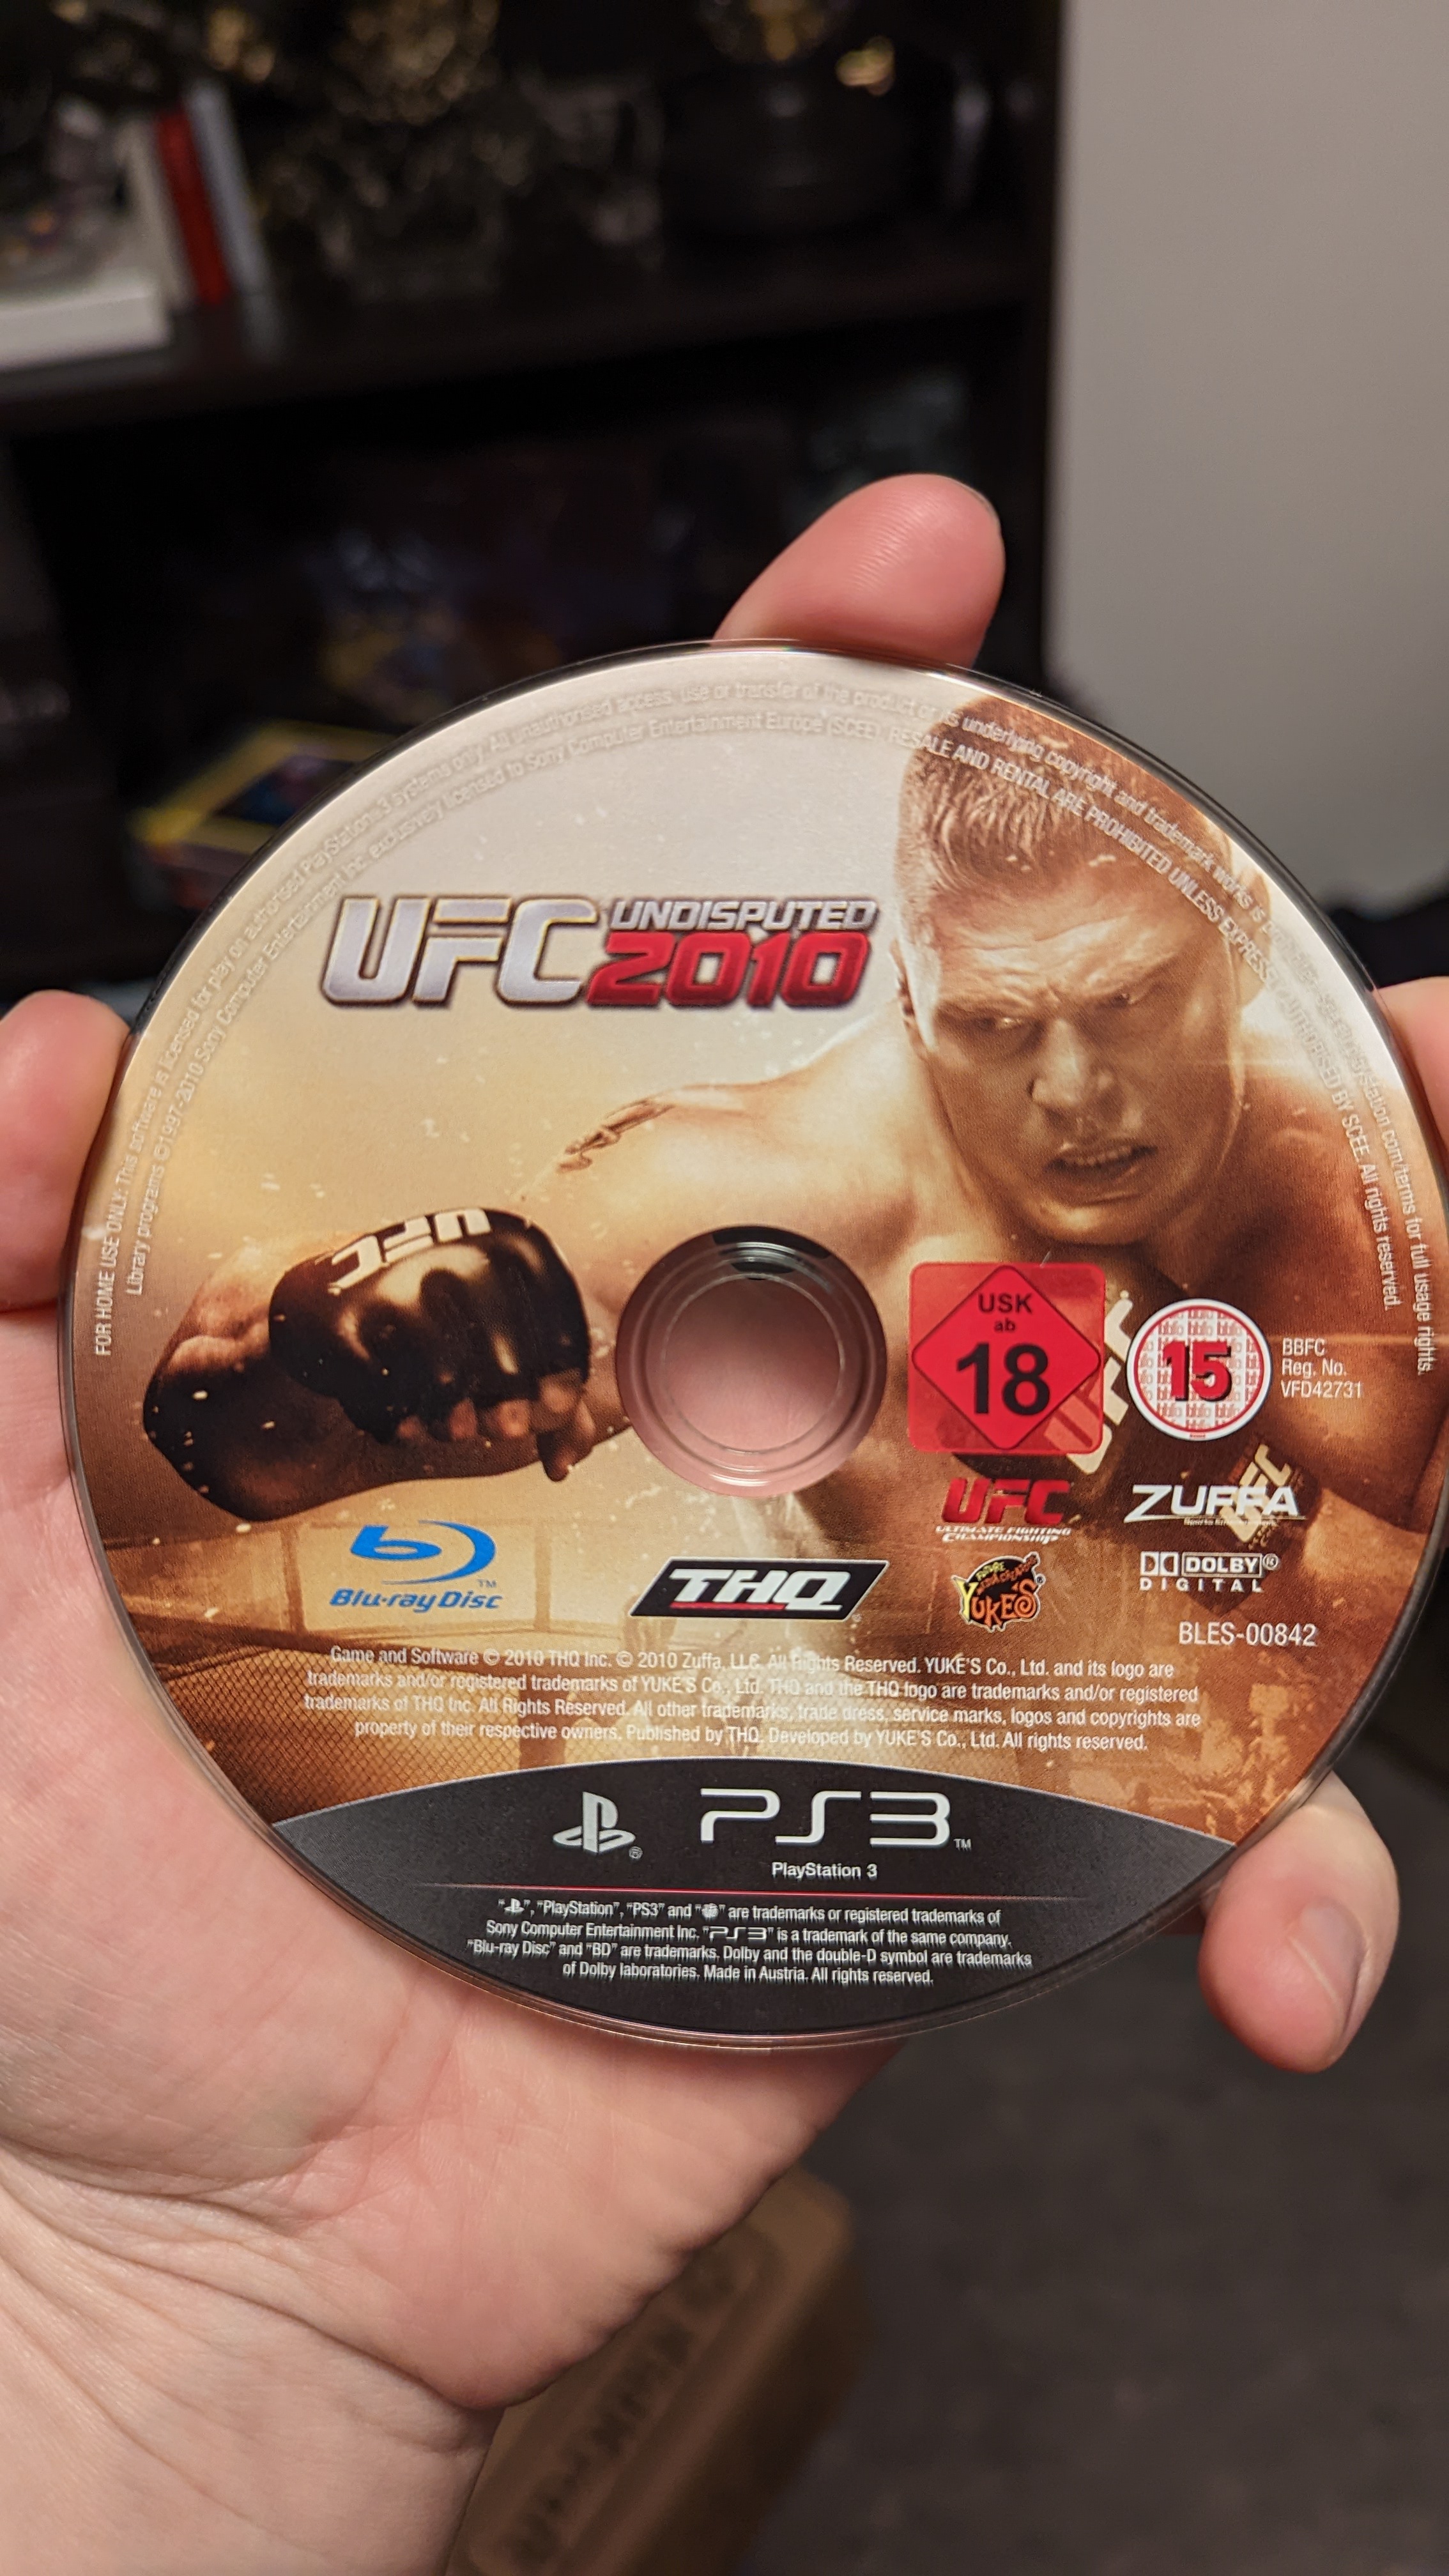 FOR HOME USE ONLY: This software is licensed for play on authorised PlayStation®3 systems only. All unauthorised access, use or transfer of the product or its underlying copyright and trademark works is
playstation.com/terms for full usage rights.
Library programs ©1997-2010 Sony Computer Entertainment Inc. exclusively licensed to Sony Computer Entertainment Europe (SCEE). RESALE AND RENTAL ARE PROHIBITED UNLESS EXPRESSLY AUTHORISED BY SCEE. All rights reserved.
UFC UNDISPUTED
2010
UFC
USK
ab
18
15
BBFC
Reg. No.
VFD42731
UFC
ULTIMATE FIGHTING
CHAMPIONSHIP
ZUFFA
Blu-ray Disc™
THQ
YUKE'S
DOLBY®
DIGITAL
BLES-00842
Game and Software © 2010 THQ Inc. © 2010 Zuffa, LLC. All Rights Reserved. YUKE'S Co., Ltd. and its logo are
trademarks and/or registered trademarks of YUKE'S Co., Ltd. THQ and the THQ logo are trademarks and/or registered
trademarks of THQ Inc. All Rights Reserved. All other trademarks, trade dress, service marks, logos and copyrights are
property of their respective owners. Published by THQ. Developed by YUKE'S Co., Ltd. All rights reserved.
PS3™
PlayStation 3
" ", "PlayStation", "PS3" and " " are trademarks or registered trademarks of
Sony Computer Entertainment Inc. "PS3" is a trademark of the same company.
"Blu-ray Disc" and "BD" are trademarks. Dolby and the double-D symbol are trademarks
of Dolby laboratories. Made in Austria. All rights reserved.